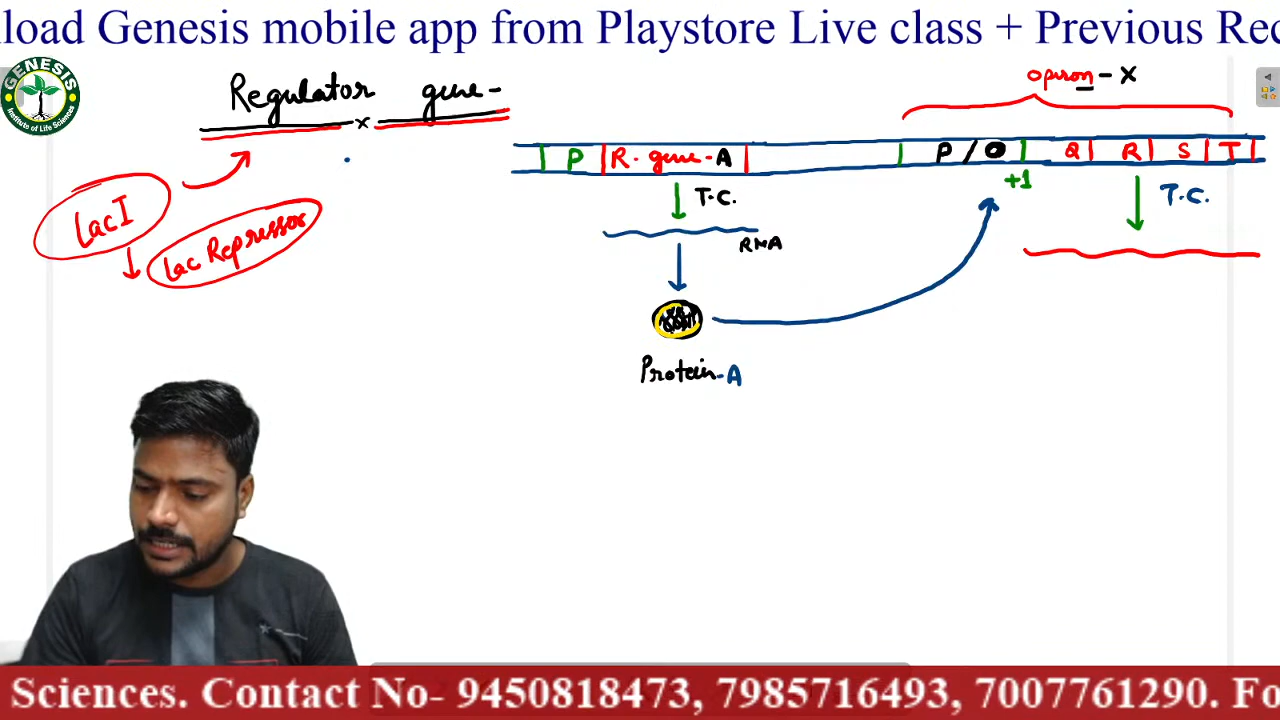 load Genesis mobile app from Playstore Live class + Previous Rec
GENESIS
Institute of Life Sciences
Regulator gene-
x
operon - X
P R. gene-A P/O Q R S T
+1
T.C.
T.C.
LacI
Lac Repressor
RNA
Protein-A
Sciences. Contact No- 9450818473, 7985716493, 7007761290. Fo